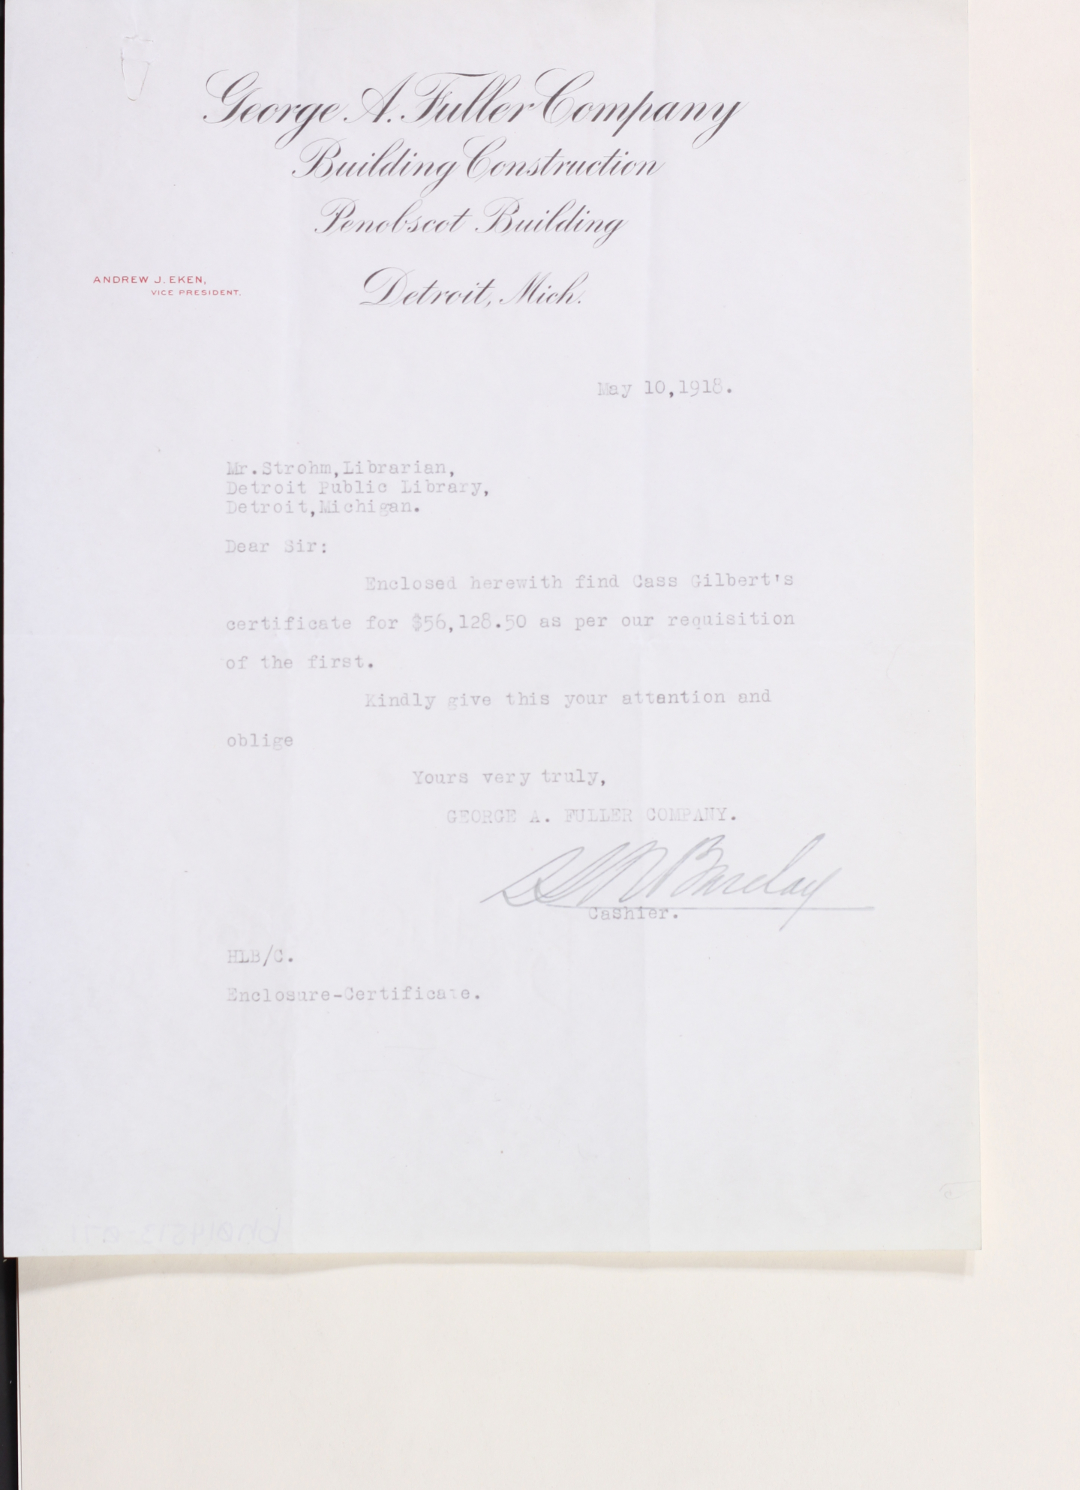 George A. Fuller Company
Building Construction
Penobscot Building
Detroit, Mich.
ANDREW J. EKEN,
VICE PRESIDENT.
May 10,1918.
Mr.Strohm,Librarian,
Detroit Public Library,
Detroit,Michigan.
Dear Sir:
Enclosed herewith find Cass Gilbert's
certificate for $56,128.50 as per our requisition
of the first.
Kindly give this your attention and
oblige
Yours very truly,
GEORGE A. FULLER COMPANY.
Barclay
Cashier.
HLB/C.
Enclosure-Certificate.